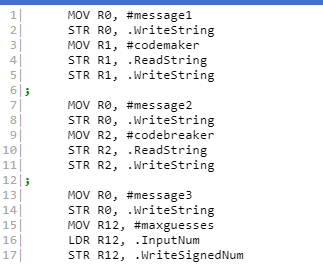 1|      MOV R0, #message1
2|      STR R0, .WriteString
3|      MOV R1, #codemaker
4|      STR R1, .ReadString
5|      STR R1, .WriteString
6|;
7|      MOV R0, #message2
8|      STR R0, .WriteString
9|      MOV R2, #codebreaker
10|      STR R2, .ReadString
11|      STR R2, .WriteString
12|;
13|      MOV R0, #message3
14|      STR R0, .WriteString
15|      MOV R12, #maxguesses
16|      LDR R12, .InputNum
17|      STR R12, .WriteSignedNum